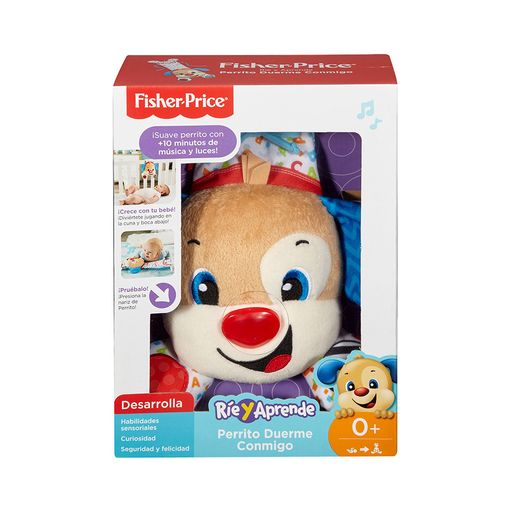 Fisher-Price®
Ríe y Aprende
Perrito Duerme Conmigo
Fisher-Price®
¡Suave perrito con
+10 minutos de
música y luces!
¡Crece con tu bebé!
¡Diviértete jugando en
la cuna y boca abajo!
¡Pruébalo!
¡Presiona la
nariz de
Perrito!
Desarrolla
Habilidades
sensoriales
Curiosidad
Seguridad y felicidad
Ríe y Aprende
Perrito Duerme
Conmigo
0+